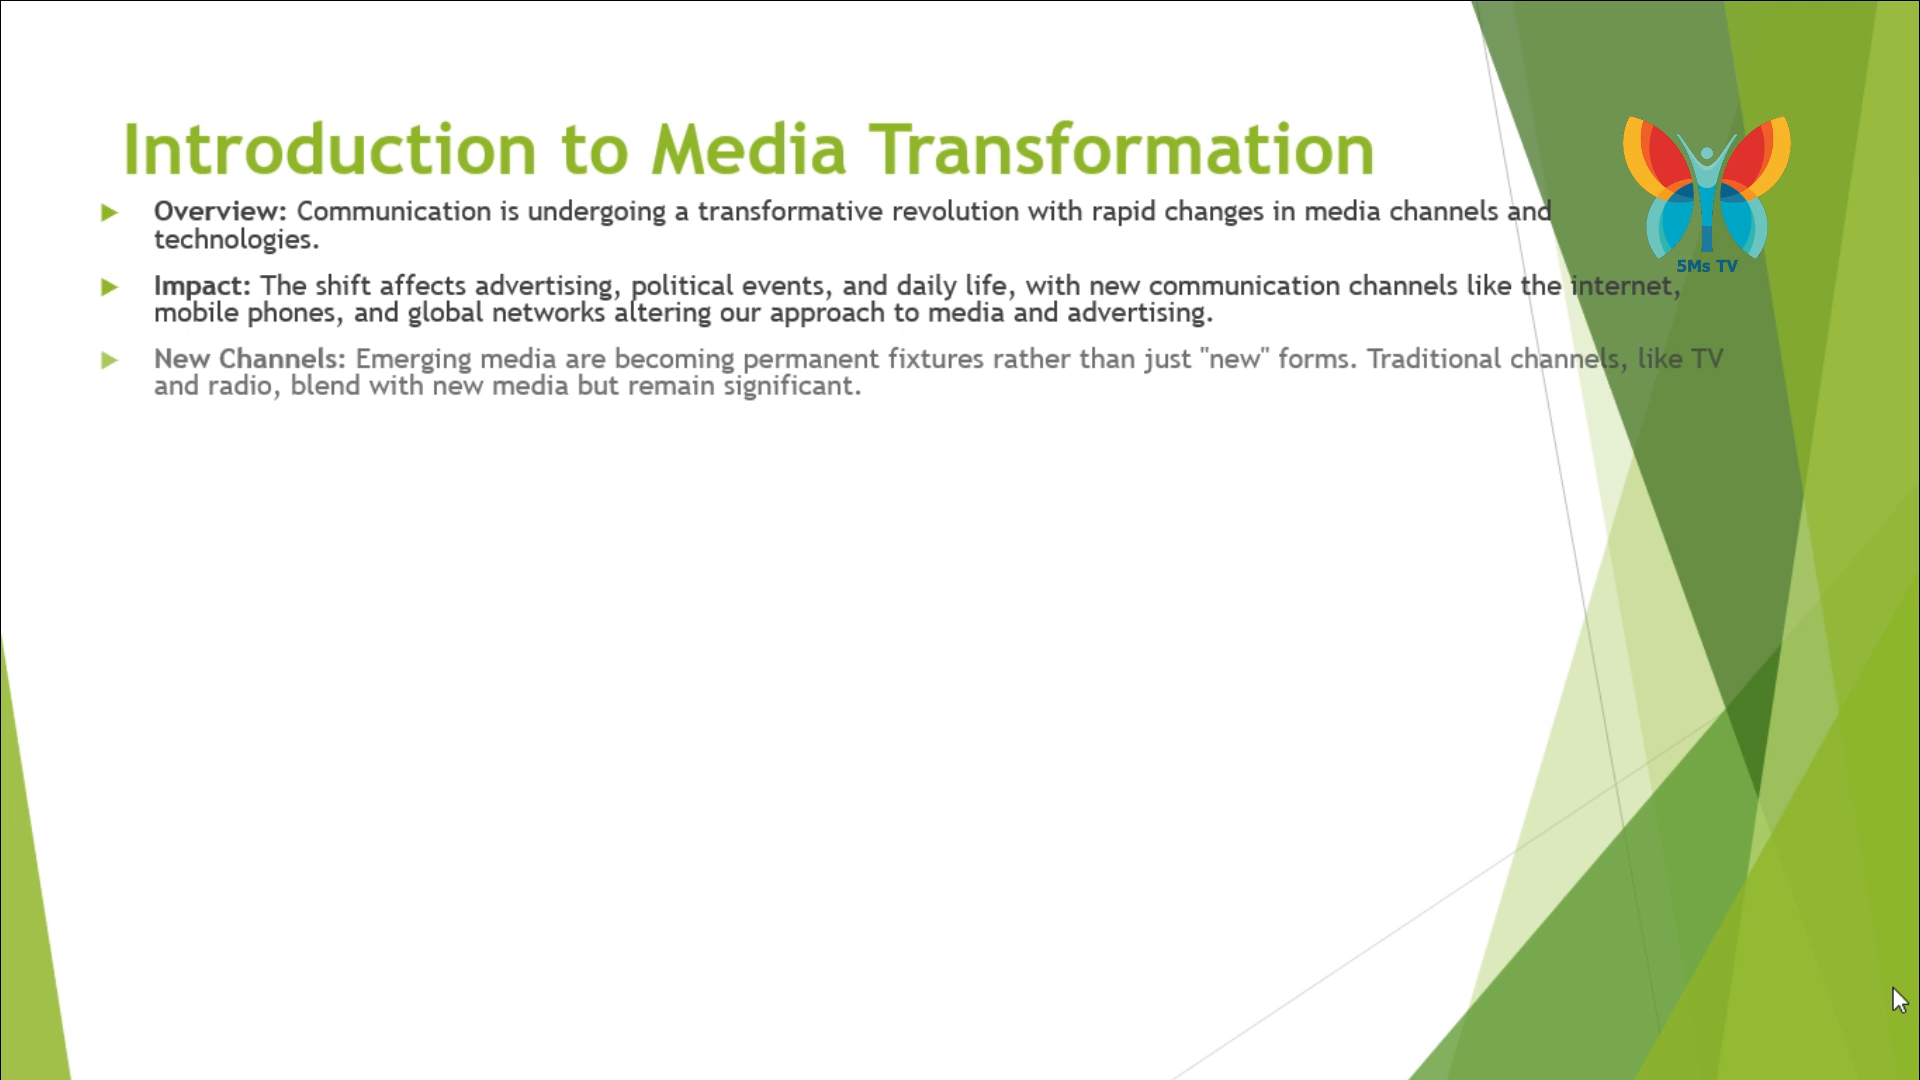 Introduction to Media Transformation
Overview: Communication is undergoing a transformative revolution with rapid changes in media channels and
technologies.
5Ms TV
Impact: The shift affects advertising, political events, and daily life, with new communication channels like the internet,
mobile phones, and global networks altering our approach to media and advertising.
New Channels: Emerging media are becoming permanent fixtures rather than just "new" forms. Traditional channels, like TV
and radio, blend with new media but remain significant.